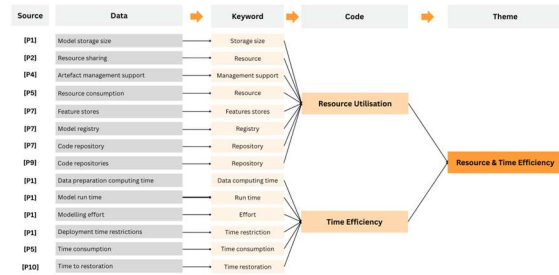 Source Data Keyword Code Theme
[P1] Model storage size Storage size
[P2] Resource sharing Resource
[P4] Artefact management support Management support
[P5] Resource consumption Resource
Resource Utilisation
[P7] Feature stores Features stores
[P7] Model registry Registry
[P7] Code repository Repository
[P9] Code repositories Repository
Resource & Time Efficiency
[P1] Data preparation computing time Data computing time
[P1] Model run time Run time
[P1] Modelling effort Effort
Time Efficiency
[P1] Deployment time restrictions Time restriction
[P5] Time consumption Time consumption
[P10] Time to restoration Time restoration